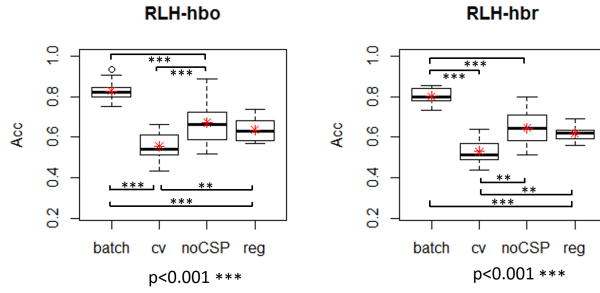 RLH-hbo
Acc
1.0
0.8
0.6
0.4
0.2
***
***
***
**
***
batch cv noCSP reg
p<0.001 ***
RLH-hbr
Acc
1.0
0.8
0.6
0.4
0.2
***
***
**
**
***
batch cv noCSP reg
p<0.001 ***